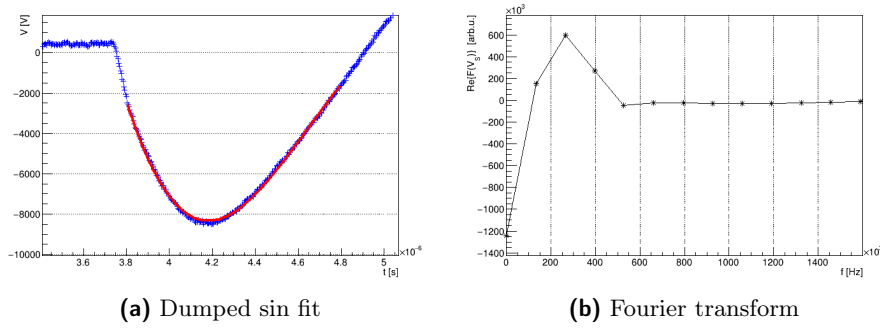 V [V]
0
−2000
−4000
−6000
−8000
−10000
3.6 3.8 4 4.2 4.4 4.6 4.8 5
×10⁻⁶
t [s]
(a) Dumped sin fit
×10³
Re{F(V_s)} [arb.u.]
600
400
200
0
−200
−400
−600
−800
−1000
−1200
−1400
0 200 400 600 800 1000 1200 1400
f [Hz]
(b) Fourier transform